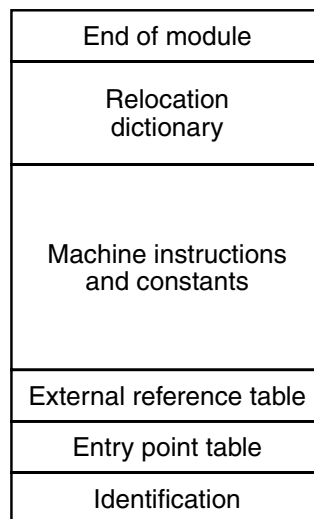 End of module
Relocation
dictionary
Machine instructions
and constants
External reference table
Entry point table
Identification